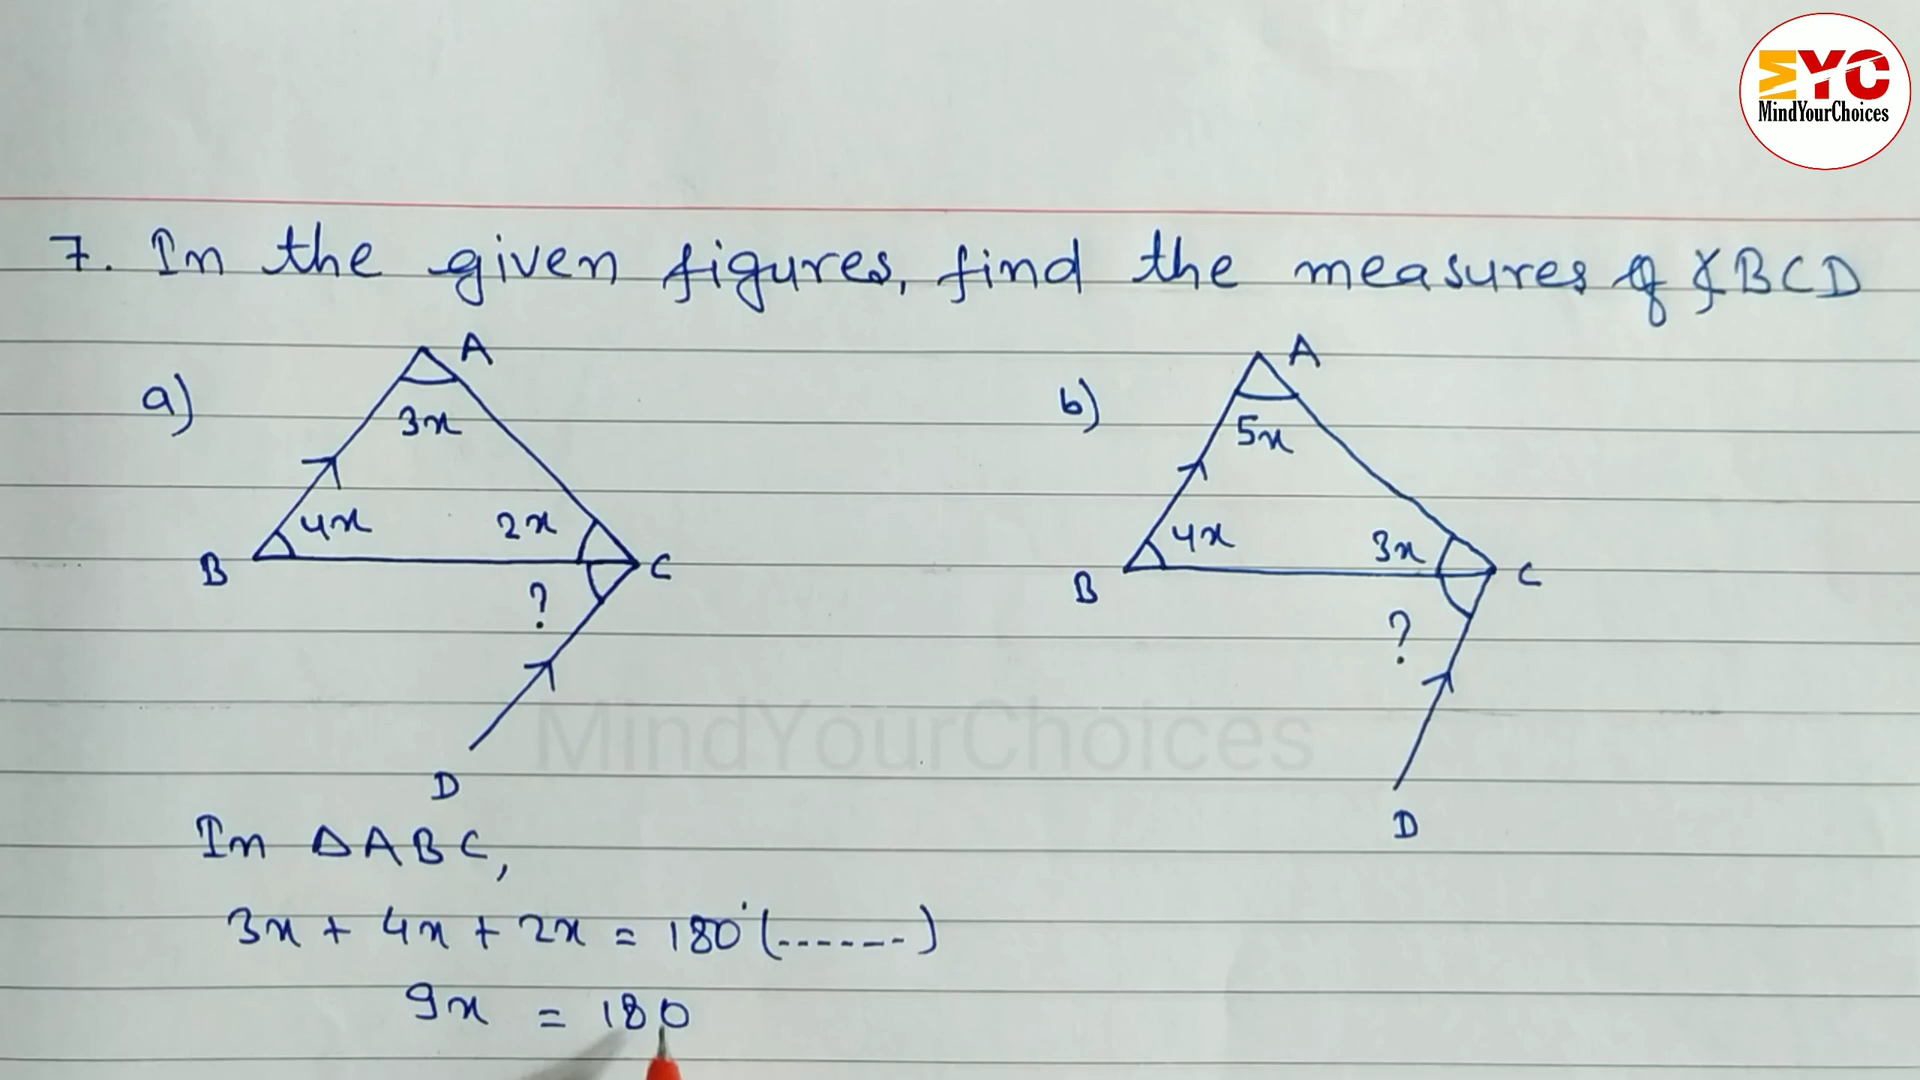 MYC
MindYourChoices
7. In the given figures, find the measures of ∡BCD
a)
A
3x
4x
2x
B
C
?
D
b)
A
5x
4x
3x
B
C
?
D
MindYourChoices
In ΔABC,
3x + 4x + 2x = 180° (------)
9x = 180